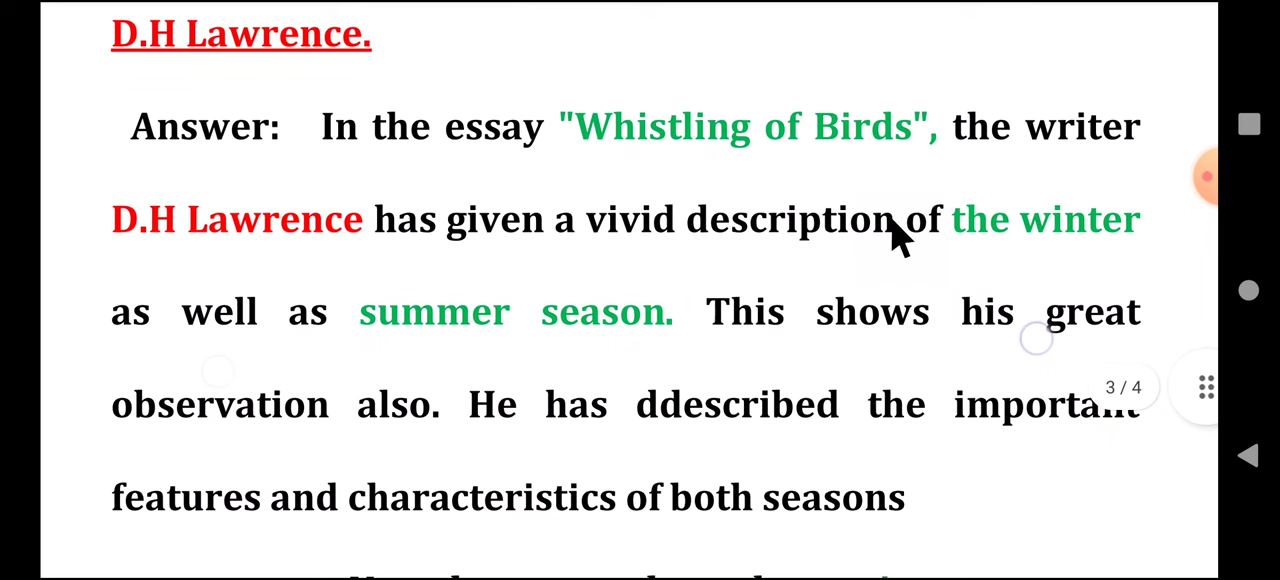 D.H Lawrence.
Answer: In the essay "Whistling of Birds", the writer
D.H Lawrence has given a vivid description of the winter
as well as summer season. This shows his great
observation also. He has ddescribed the important
3 / 4
features and characteristics of both seasons